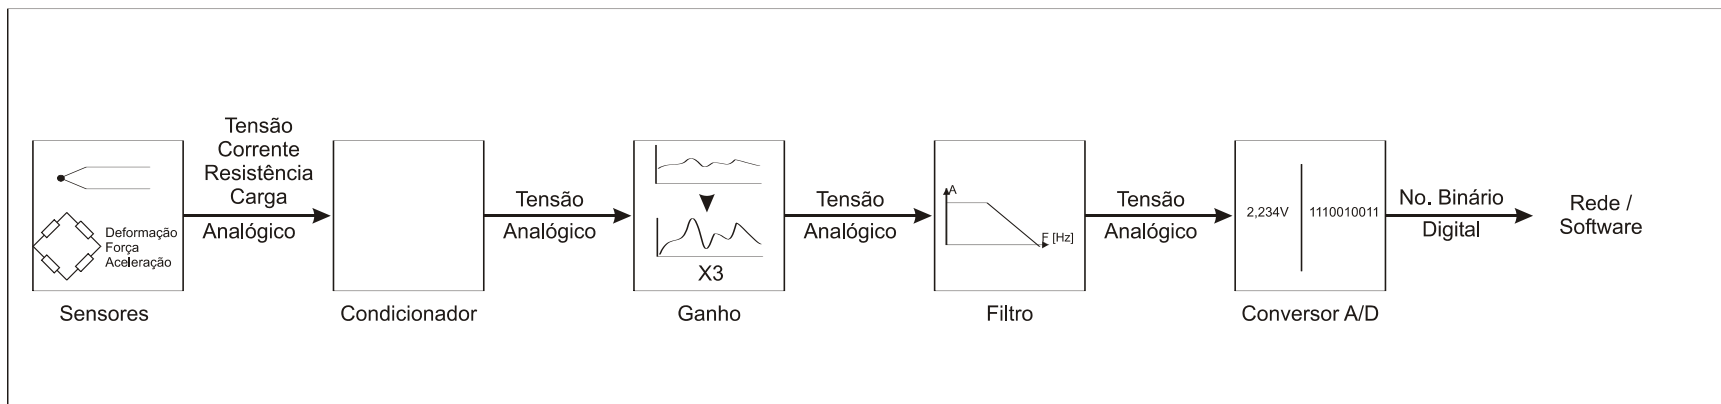 Deformação
Força
Aceleração
Sensores
Tensão
Corrente
Resistência
Carga
Analógico
Condicionador
Tensão
Analógico
X3
Ganho
Tensão
Analógico
A
F [Hz]
Filtro
Tensão
Analógico
2,234V
1110010011
Conversor A/D
No. Binário
Digital
Rede /
Software